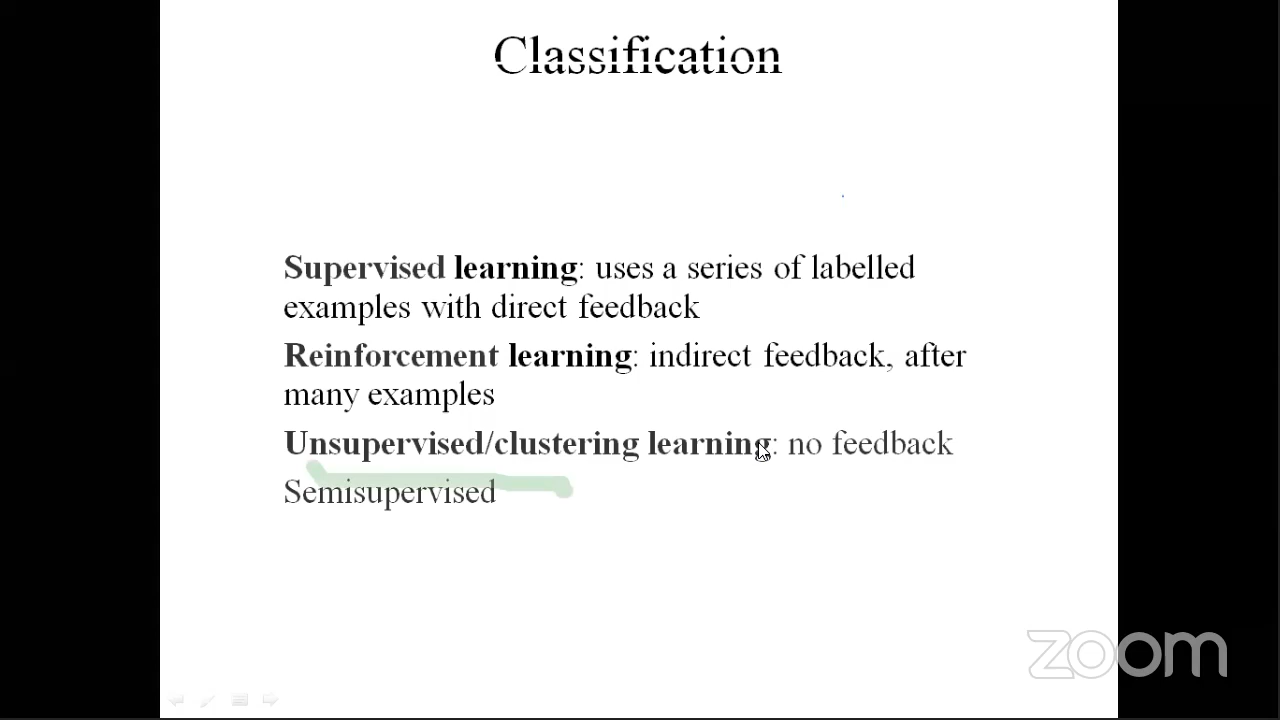 Classification
Supervised learning: uses a series of labelled
examples with direct feedback
Reinforcement learning: indirect feedback, after
many examples
Unsupervised/clustering learning: no feedback
Semisupervised
zoom